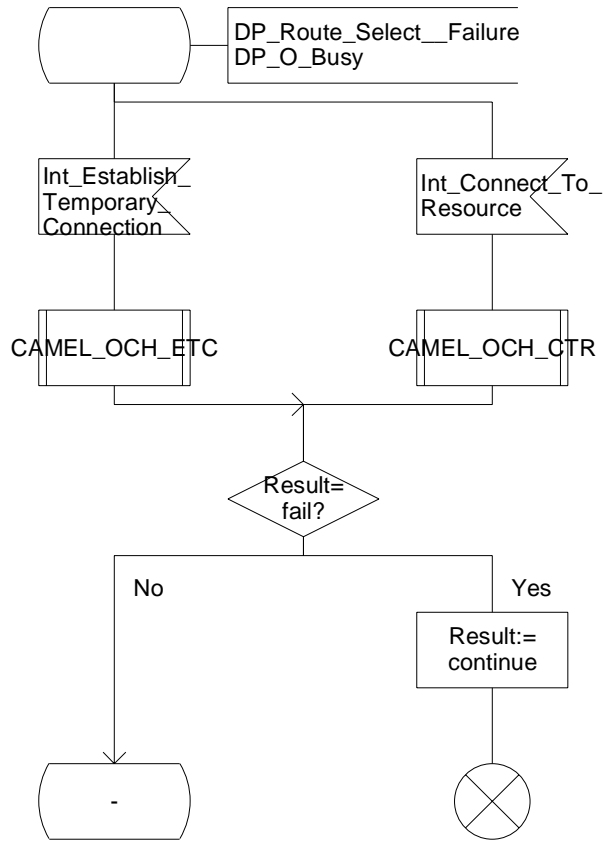 DP_Route_Select__Failure
DP_O_Busy
Int_Establish_
Temporary_
Connection
Int_Connect_To_
Resource
CAMEL_OCH_ETC
CAMEL_OCH_CTR
Result=
fail?
No
Yes
Result:=
continue
-